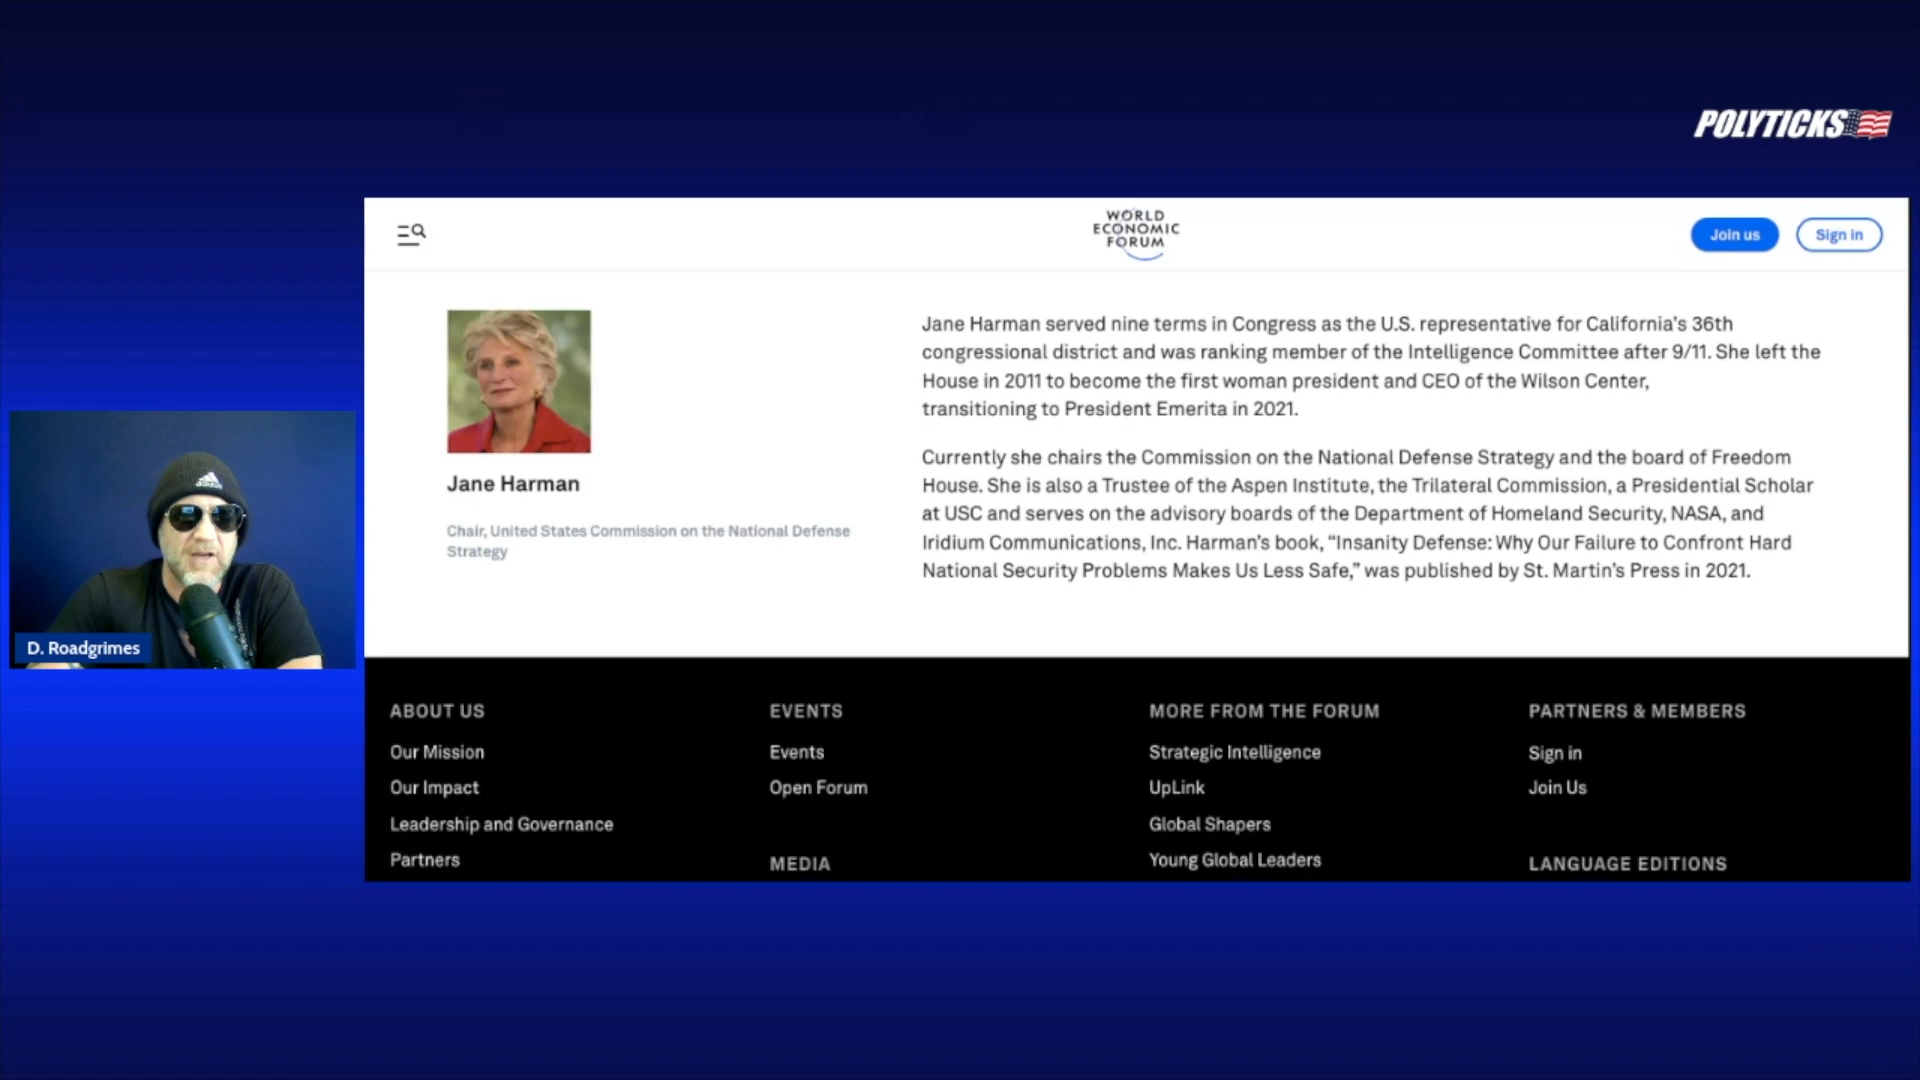 POLYTICKS
WORLD
ECONOMIC
FORUM
Join us
Sign in
Jane Harman
Chair, United States Commission on the National Defense
Strategy
Jane Harman served nine terms in Congress as the U.S. representative for California's 36th
congressional district and was ranking member of the Intelligence Committee after 9/11. She left the
House in 2011 to become the first woman president and CEO of the Wilson Center,
transitioning to President Emerita in 2021.
Currently she chairs the Commission on the National Defense Strategy and the board of Freedom
House. She is also a Trustee of the Aspen Institute, the Trilateral Commission, a Presidential Scholar
at USC and serves on the advisory boards of the Department of Homeland Security, NASA, and
Iridium Communications, Inc. Harman's book, “Insanity Defense: Why Our Failure to Confront Hard
National Security Problems Makes Us Less Safe,” was published by St. Martin's Press in 2021.
adidas
D. Roadgrimes
ABOUT US
Our Mission
Our Impact
Leadership and Governance
Partners
EVENTS
Events
Open Forum
MEDIA
MORE FROM THE FORUM
Strategic Intelligence
UpLink
Global Shapers
Young Global Leaders
PARTNERS & MEMBERS
Sign in
Join Us
LANGUAGE EDITIONS